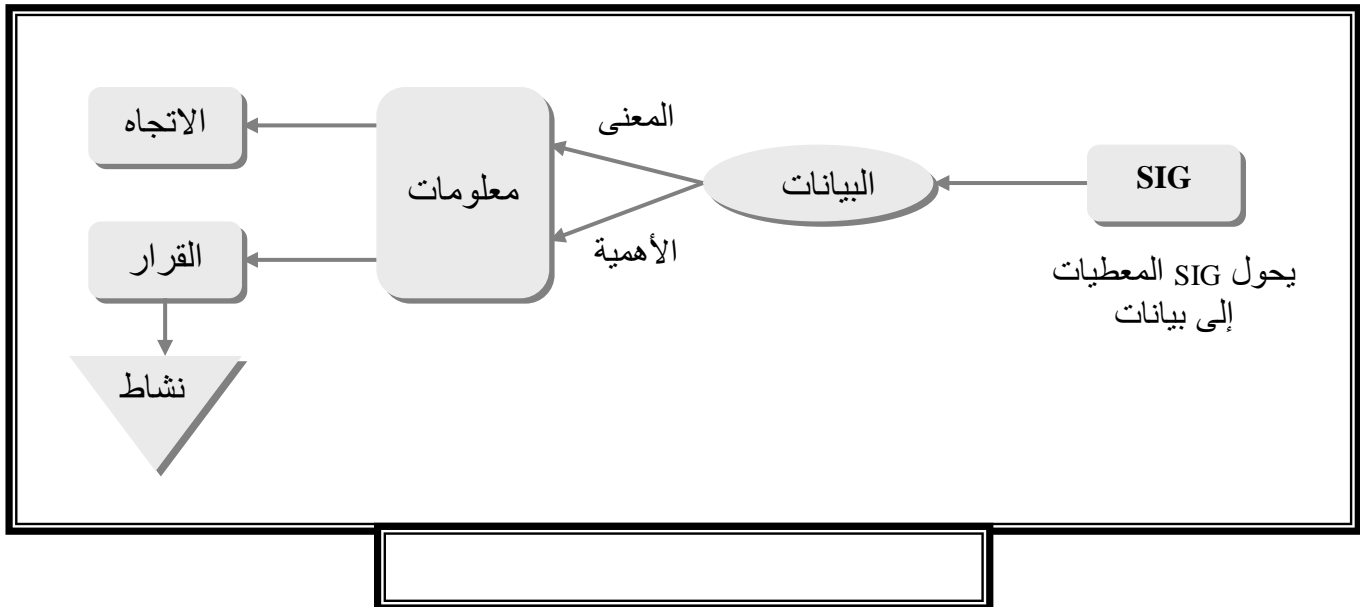 SIG
يحول SIG المعطيات
إلى بيانات
البيانات
المعنى
الأهمية
معلومات
الاتجاه
القرار
نشاط